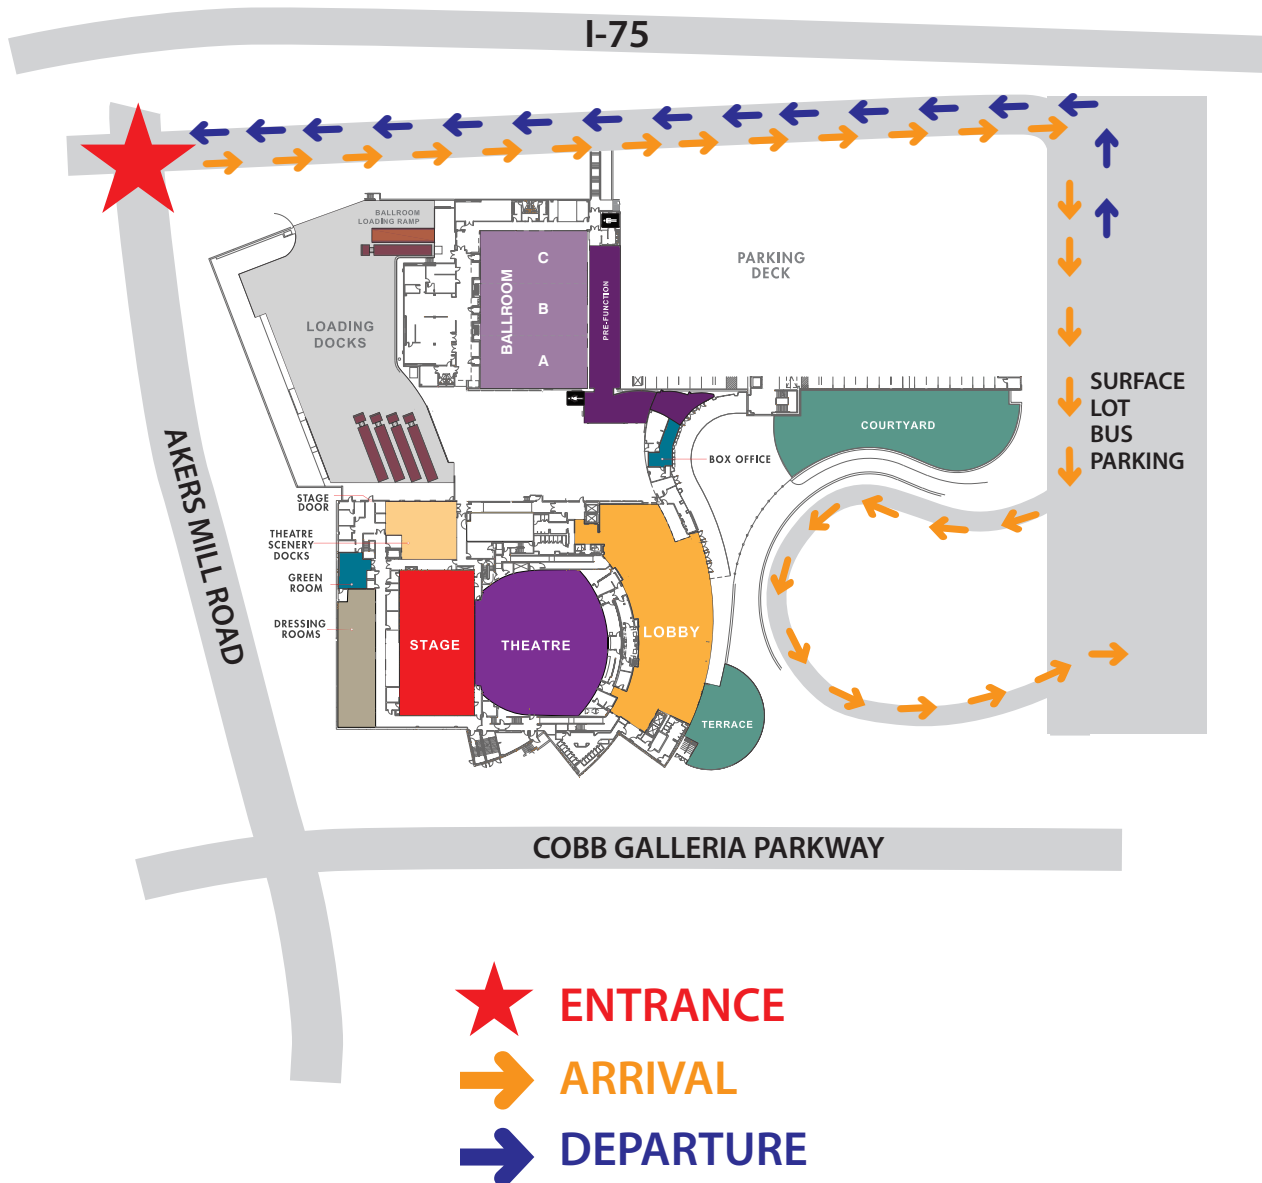 I-75
BALLROOM
LOADING RAMP
C
B
A
BALLROOM
PRE-FUNCTION
PARKING
DECK
LOADING
DOCKS
SURFACE
LOT
BUS
PARKING
COURTYARD
BOX OFFICE
AKERS MILL ROAD
STAGE
DOOR
THEATRE
SCENERY
DOCKS
GREEN
ROOM
DRESSING
ROOMS
STAGE
THEATRE
LOBBY
TERRACE
COBB GALLERIA PARKWAY
ENTRANCE
ARRIVAL
DEPARTURE